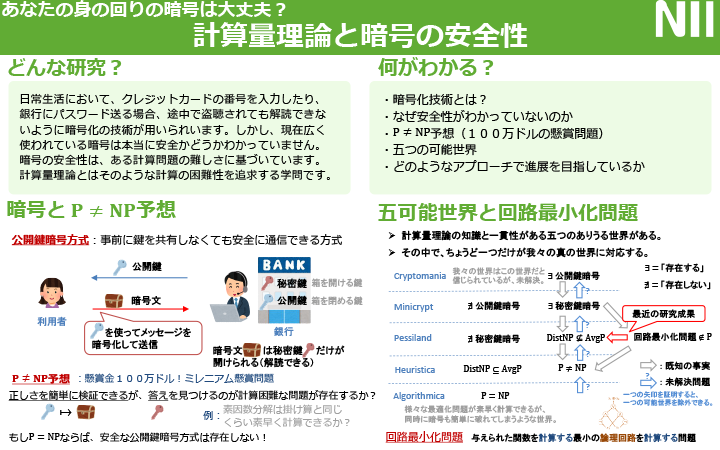 あなたの身の回りの暗号は大丈夫？
NII
計算量理論と暗号の安全性
どんな研究？
日常生活において、クレジットカードの番号を入力したり、
銀行にパスワード送る場合、途中で盗聴されても解読できな
いように暗号化の技術が用いられいます。しかし、現在広く
使われている暗号は本当に安全かどうかわかっていません。
暗号の安全性は、ある計算問題の難しさに基づいています。
計算量理論とはそのような計算の困難性を追求する学問です。
何がわかる？
・暗号化技術とは？
・なぜ安全性がわかっていないのか
・P ≠ NP予想（１００万ドルの懸賞問題）
・五つの可能世界
・どのようなアプローチで進展を目指しているか
暗号と P ≠ NP予想
公開鍵暗号方式：事前に鍵を共有しなくても安全に通信できる方式
公開鍵
暗号文
利用者
を使ってメッセージを
暗号化して送信
BANK
秘密鍵 箱を開ける鍵
公開鍵 箱を閉める鍵
銀行
暗号文 は秘密鍵 だけが
開けられる(解読できる)
P ≠ NP予想 ：懸賞金１００万ドル！ミレニアム懸賞問題
正しさを簡単に検証できるが、答えを見つけるのが計算困難な問題が存在するか？
↦
例：素因数分解は掛け算と同じ
くらい素早く計算できるか？
もしP = NPならば、安全な公開鍵暗号方式は存在しない！
五可能世界と回路最小化問題
➢ 計算量理論の知識と一貫性がある五つのありうる世界がある。
➢ その中で、ちょうど一つだけが我々の真の世界に対応する。
Cryptomania
我々の世界はこの世界だと
信じられているが、未解決。
∃ 公開鍵暗号
∃＝「存在する」
∄＝「存在しない」
?
Minicrypt
∄ 公開鍵暗号
∃ 秘密鍵暗号
最近の研究成果
?
Pessiland
∄ 秘密鍵暗号
DistNP ⊈ AvgP
回路最小化問題 ∉ P
?
Heuristica
DistNP ⊆ AvgP
P ≠ NP
：既知の事実
?
：未解決問題
?
Algorithmica
P = NP
一つの矢印を証明すると、
一つの可能世界を除外できる。
様々な最適化問題が素早く計算できるが、
同時に暗号も簡単に破れてしまうような世界。
回路最小化問題 与えられた関数を計算する最小の論理回路を計算する問題